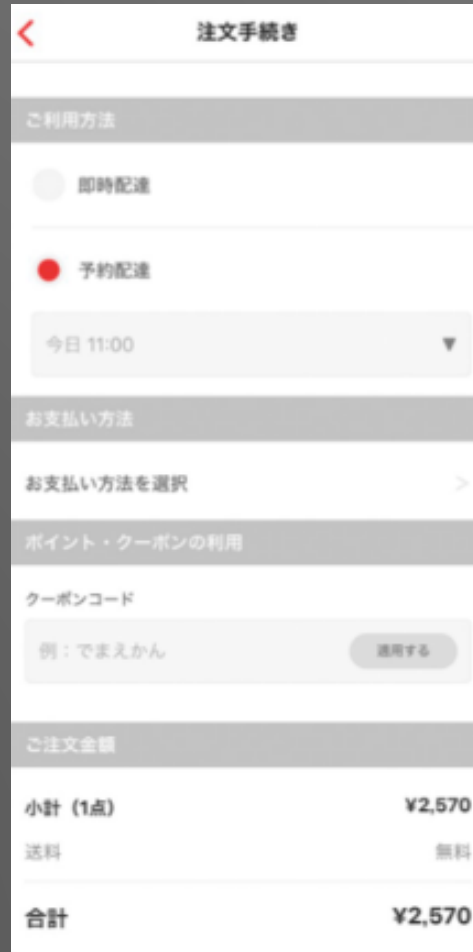 注文手続き
ご利用方法
即時配達
予約配達
今日 11:00 ▼
お支払い方法
お支払い方法を選択 >
ポイント・クーポンの利用
クーポンコード
例：でまえかん 適用する
ご注文金額
小計（1点） ¥2,570
送料 無料
合計 ¥2,570